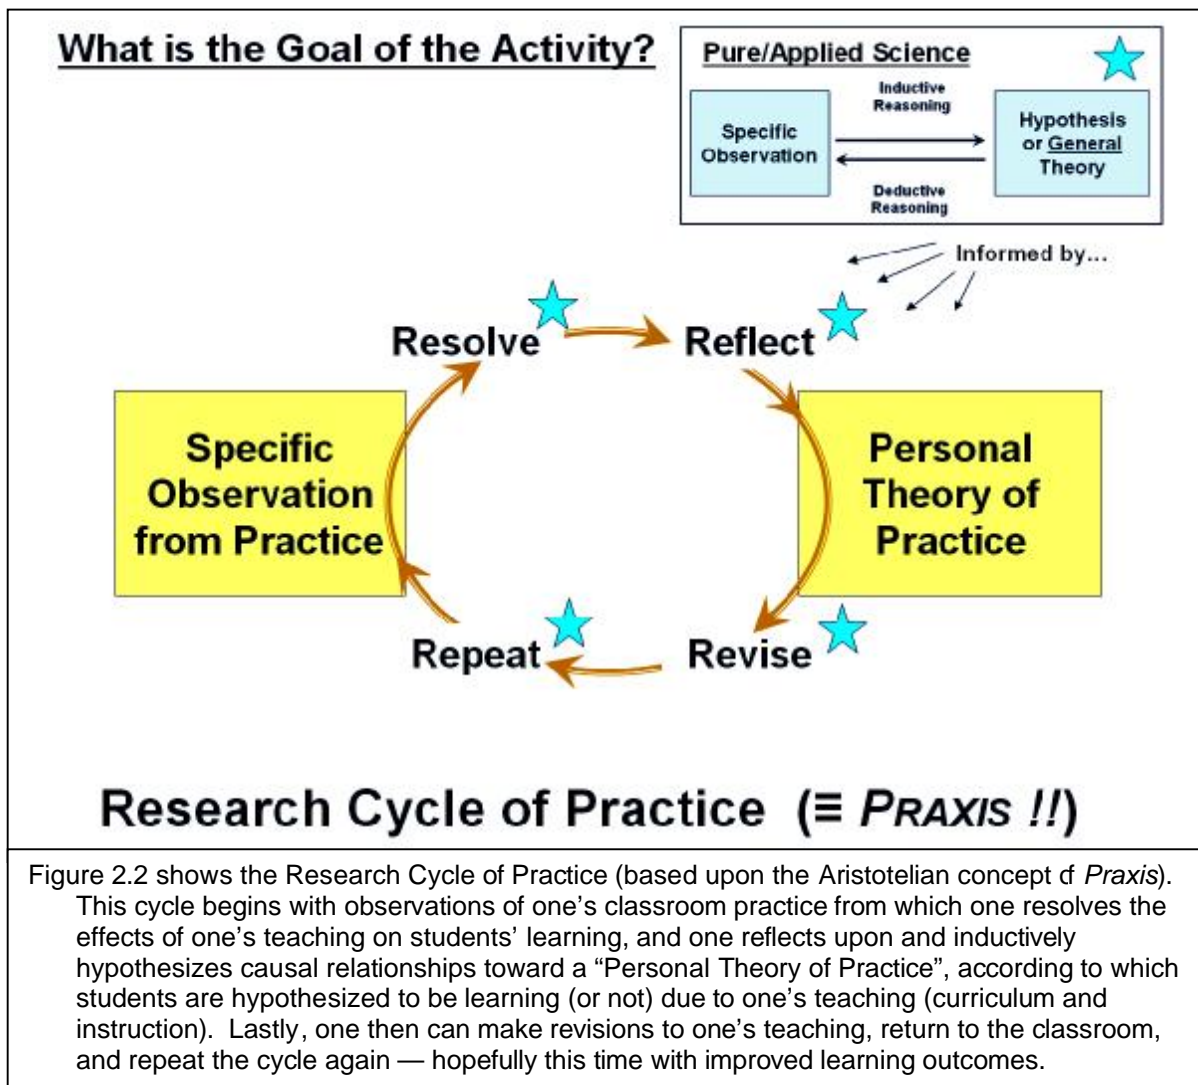 What is the Goal of the Activity?
Pure/Applied Science
Inductive
Reasoning
Specific
Observation
Hypothesis
or General
Theory
Deductive
Reasoning
Informed by...
Resolve
Reflect
Specific
Observation
from Practice
Personal
Theory of
Practice
Repeat
Revise
Research Cycle of Practice (≡ PRAXIS !!)
Figure 2.2 shows the Research Cycle of Practice (based upon the Aristotelian concept of Praxis).
This cycle begins with observations of one’s classroom practice from which one resolves the
effects of one’s teaching on students’ learning, and one reflects upon and inductively
hypothesizes causal relationships toward a “Personal Theory of Practice”, according to which
students are hypothesized to be learning (or not) due to one’s teaching (curriculum and
instruction). Lastly, one then can make revisions to one’s teaching, return to the classroom,
and repeat the cycle again — hopefully this time with improved learning outcomes.